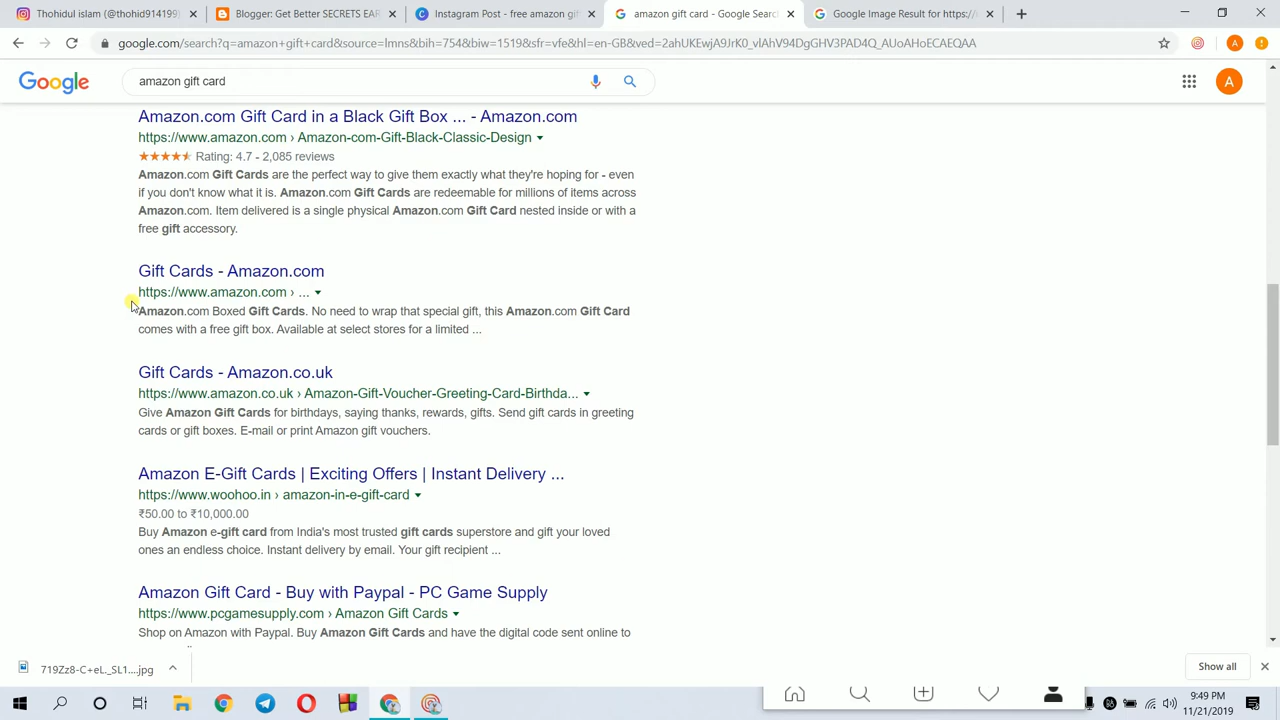 Thohidul islam (@thohid914199
Blogger: Get Better SECRETS EAR
Instagram Post - free amazon gif
amazon gift card - Google Searc
Google Image Result for https://i
google.com/search?q=amazon+gift+card&source=lmns&bih=754&biw=1519&sfr=vfe&hl=en-GB&ved=2ahUKEwjA9JrK0_vlAhV94DgGHV3PAD4Q_AUoAHoECAEQAA
A
Google
amazon gift card
A
Amazon.com Gift Card in a Black Gift Box ... - Amazon.com
https://www.amazon.com › Amazon-com-Gift-Black-Classic-Design
Rating: 4.7 - 2,085 reviews
Amazon.com Gift Cards are the perfect way to give them exactly what they're hoping for - even
if you don't know what it is. Amazon.com Gift Cards are redeemable for millions of items across
Amazon.com. Item delivered is a single physical Amazon.com Gift Card nested inside or with a
free gift accessory.
Gift Cards - Amazon.com
https://www.amazon.com › ...
Amazon.com Boxed Gift Cards. No need to wrap that special gift, this Amazon.com Gift Card
comes with a free gift box. Available at select stores for a limited ...
Gift Cards - Amazon.co.uk
https://www.amazon.co.uk › Amazon-Gift-Voucher-Greeting-Card-Birthda...
Give Amazon Gift Cards for birthdays, saying thanks, rewards, gifts. Send gift cards in greeting
cards or gift boxes. E-mail or print Amazon gift vouchers.
Amazon E-Gift Cards | Exciting Offers | Instant Delivery ...
https://www.woohoo.in › amazon-in-e-gift-card
₹50.00 to ₹10,000.00
Buy Amazon e-gift card from India's most trusted gift cards superstore and gift your loved
ones an endless choice. Instant delivery by email. Your gift recipient ...
Amazon Gift Card - Buy with Paypal - PC Game Supply
https://www.pcgamesupply.com › Amazon Gift Cards
Shop on Amazon with Paypal. Buy Amazon Gift Cards and have the digital code sent online to
719Zz8-C+eL._SL1....jpg
Show all
9:49 PM
11/21/2019